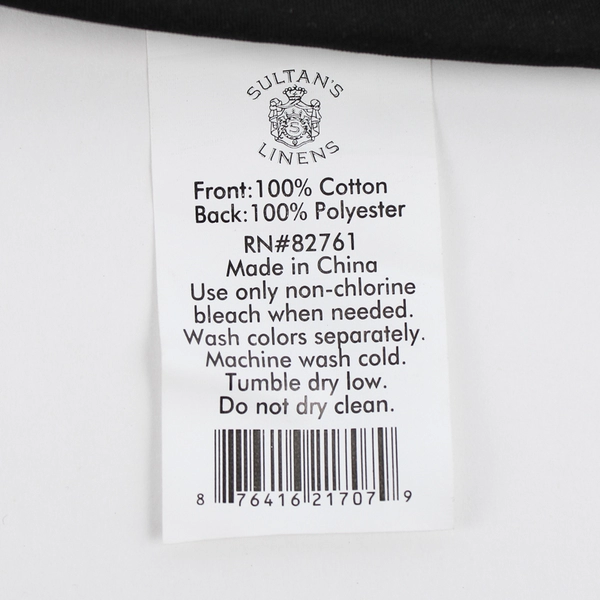 SULTAN'S
LINENS
Front:100% Cotton
Back:100% Polyester
RN#82761
Made in China
Use only non-chlorine
bleach when needed.
Wash colors separately.
Machine wash cold.
Tumble dry low.
Do not dry clean.
8 76416 21707 9